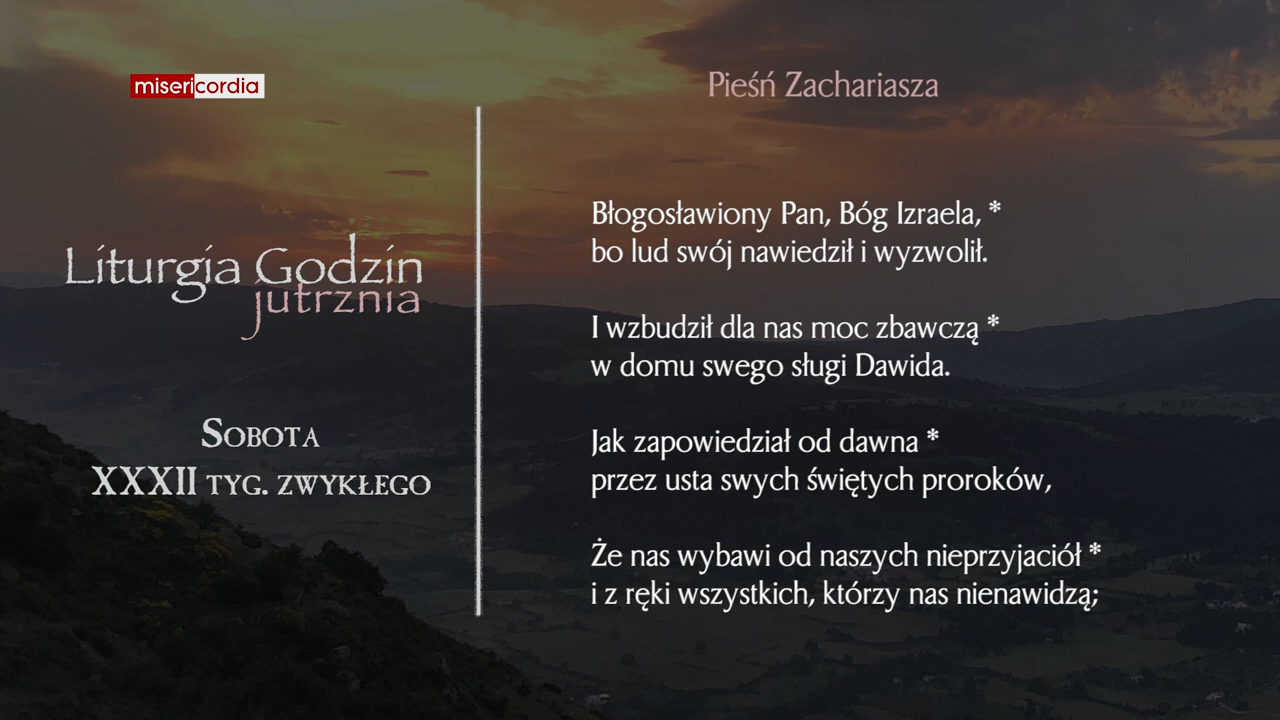 misericordia
Liturgia Godzin
jutrznia
Sobota
XXXII tyg. zwykłego
Pieśń Zachariasza
Błogosławiony Pan, Bóg Izraela, *
bo lud swój nawiedził i wyzwolił.
I wzbudził dla nas moc zbawczą *
w domu swego sługi Dawida.
Jak zapowiedział od dawna *
przez usta swych świętych proroków,
Że nas wybawi od naszych nieprzyjaciół *
i z ręki wszystkich, którzy nas nienawidzą;